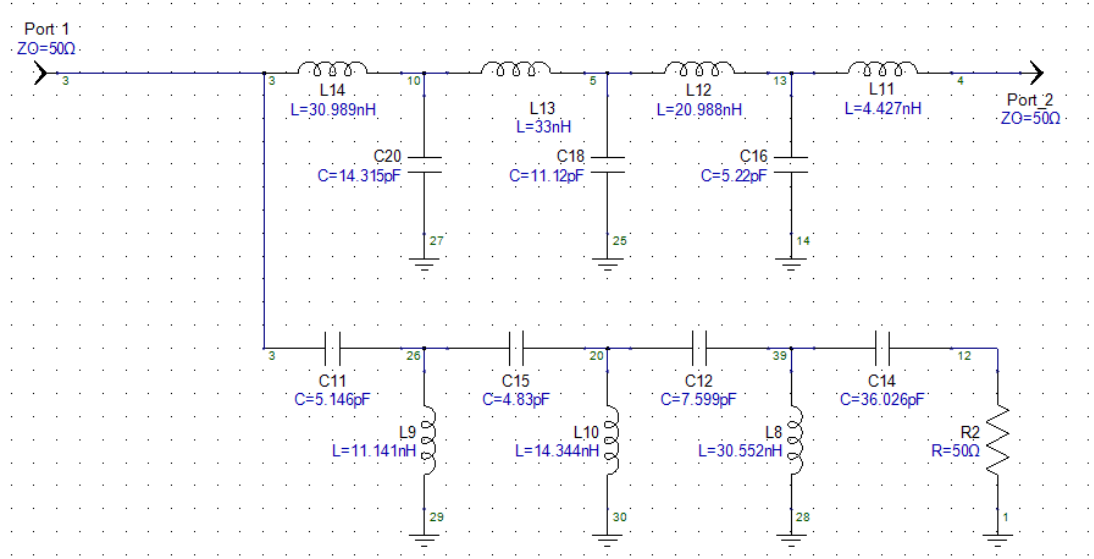 Port 1
ZO=50Ω
3
3
10
5
13
4
L14
L=30.989nH
L13
L=33nH
L12
L=20.988nH
L11
L=4.427nH
Port_2
ZO=50Ω
C20
C=14.315pF
C18
C=11.12pF
C16
C=5.22pF
27
25
14
3
26
20
39
12
C11
C=5.146pF
C15
C=4.83pF
C12
C=7.599pF
C14
C=36.026pF
L9
L=11.141nH
L10
L=14.344nH
L8
L=30.552nH
R2
R=50Ω
29
30
28
1